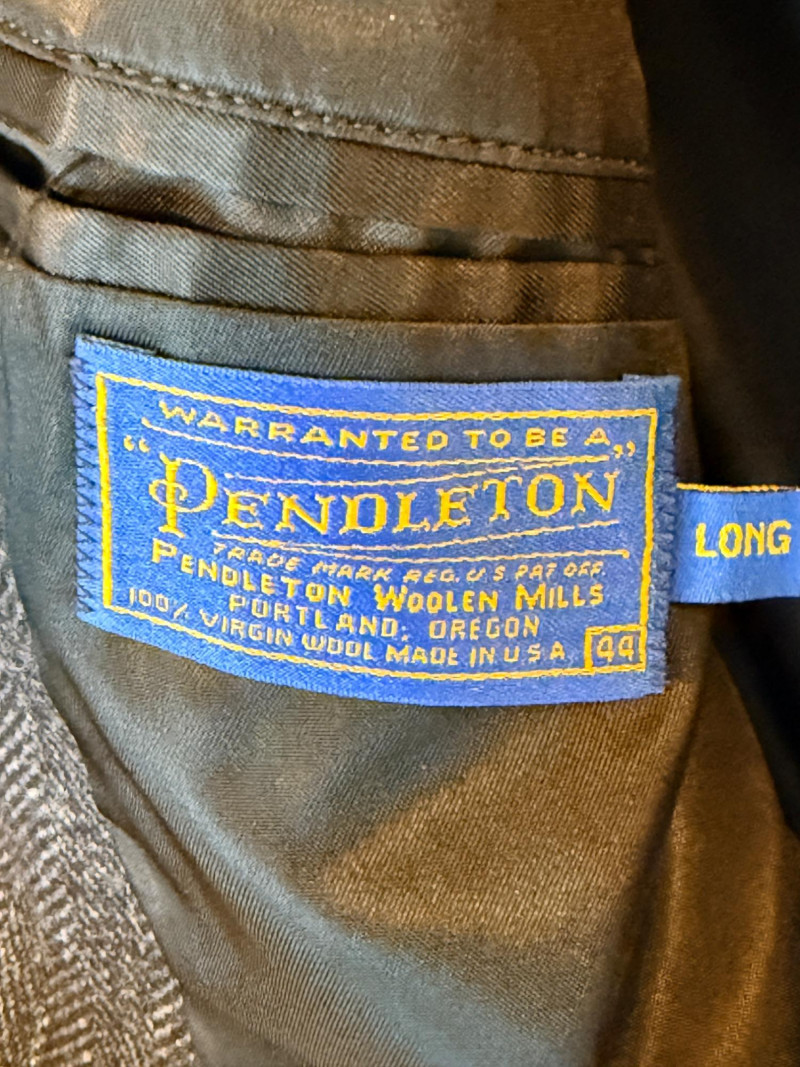 WARRANTED TO BE A
"PENDLETON"
TRADE MARK REG. U S PAT OFF.
PENDLETON WOOLEN MILLS
PORTLAND, OREGON
100% VIRGIN WOOL MADE IN U S A 44
LONG